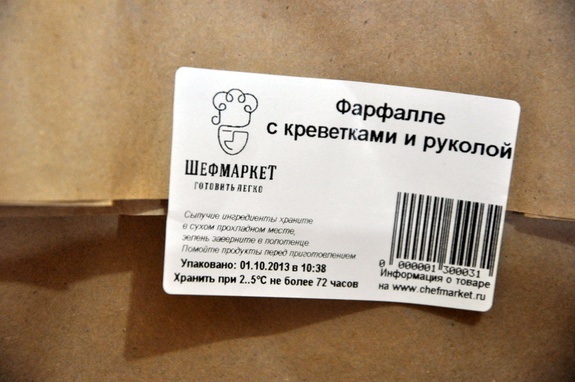 Фарфалле
с креветками и руколой
ШЕФМАРКЕТ
ГОТОВИТЬ ЛЕГКО
Сыпучие ингредиенты храните
в сухом прохладном месте,
зелень заверните в полотенце
Помойте продукты перед приготовлением
Упаковано: 01.10.2013 в 10:38
Хранить при 2..5°С не более 72 часов
0 000001 300031
Информация о товаре
на www.chefmarket.ru